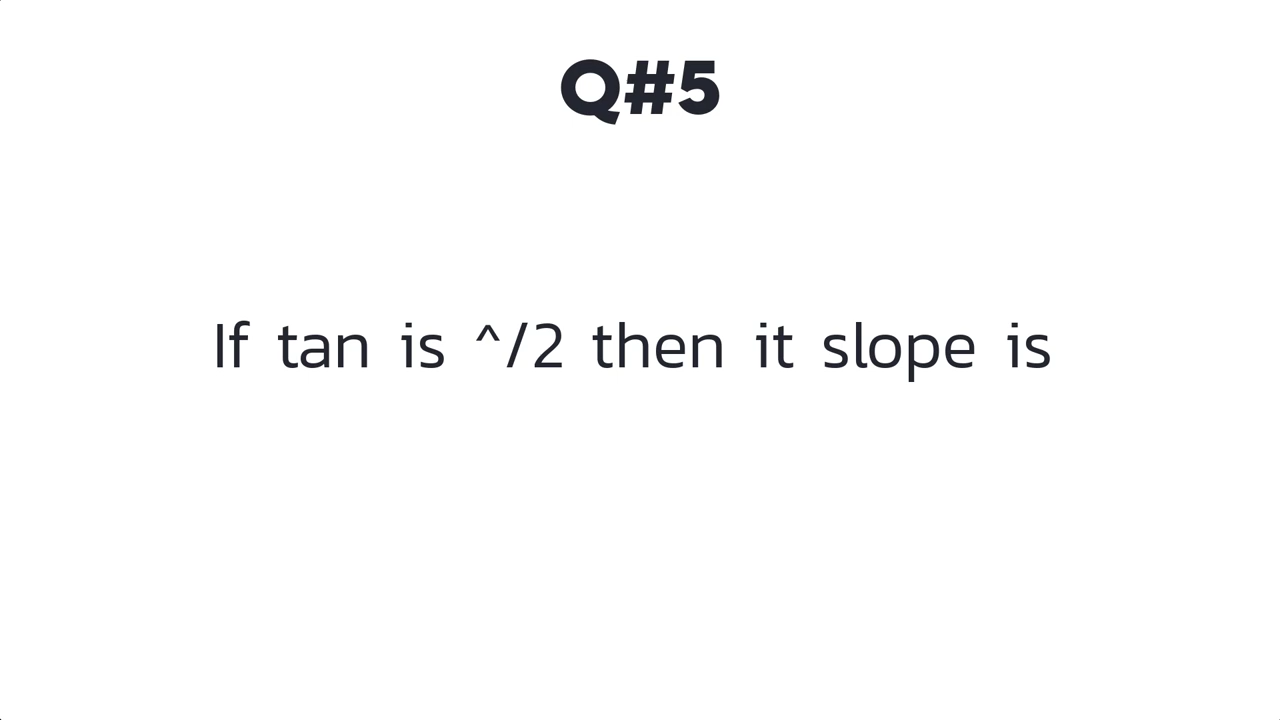 Q#5
If tan is ^/2 then it slope is